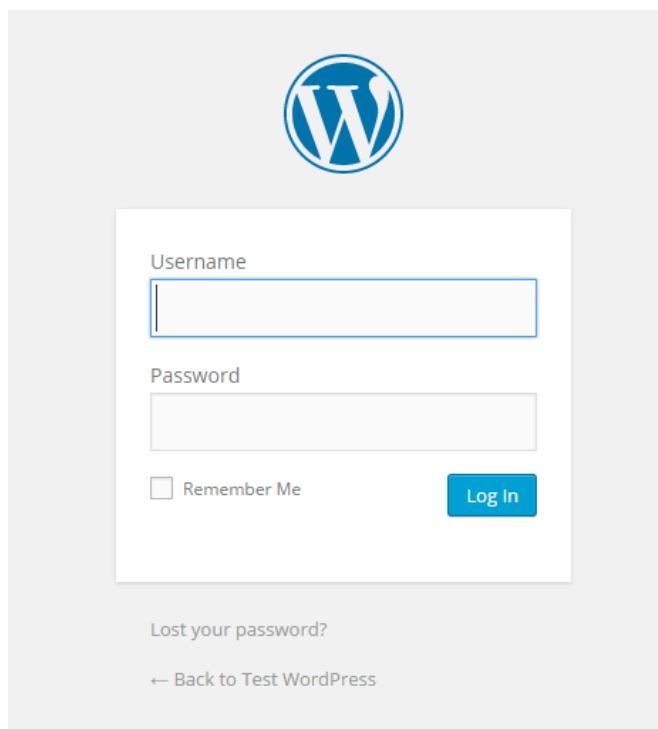 Username
Password
Remember Me
Log In
Lost your password?
← Back to Test WordPress